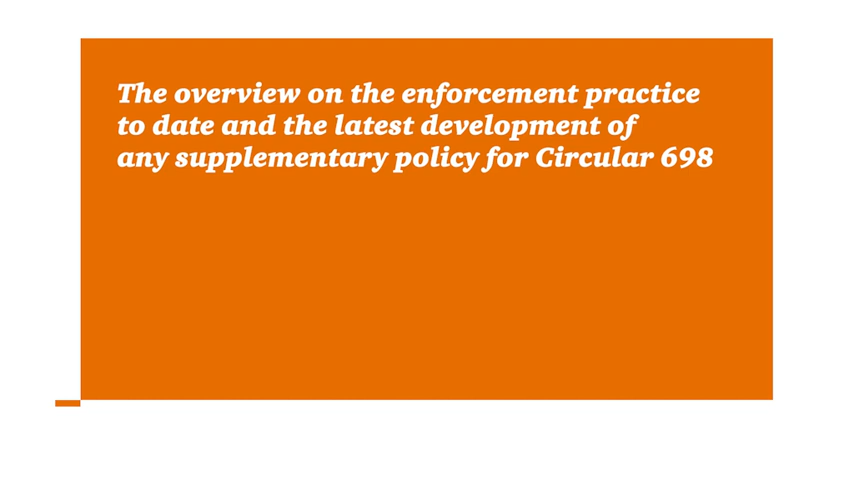 The overview on the enforcement practice
to date and the latest development of
any supplementary policy for Circular 698